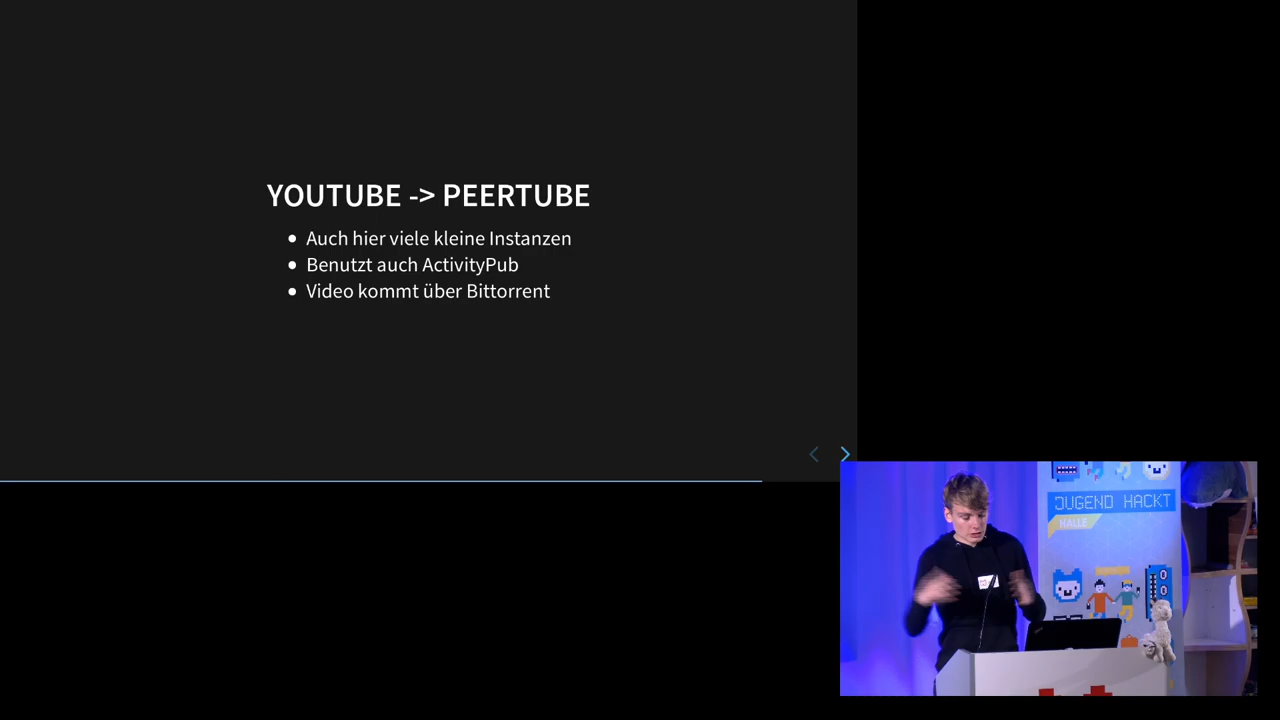 YOUTUBE -> PEERTUBE
Auch hier viele kleine Instanzen
Benutzt auch ActivityPub
Video kommt über Bittorrent
JUGEND HACKT
HALLE